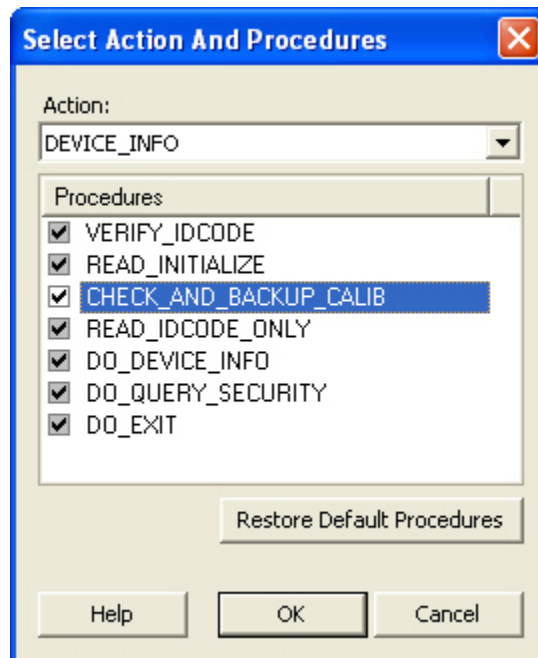 Select Action And Procedures
Action:
DEVICE_INFO
Procedures
VERIFY_IDCODE
READ_INITIALIZE
CHECK_AND_BACKUP_CALIB
READ_IDCODE_ONLY
DO_DEVICE_INFO
DO_QUERY_SECURITY
DO_EXIT
Restore Default Procedures
Help OK Cancel